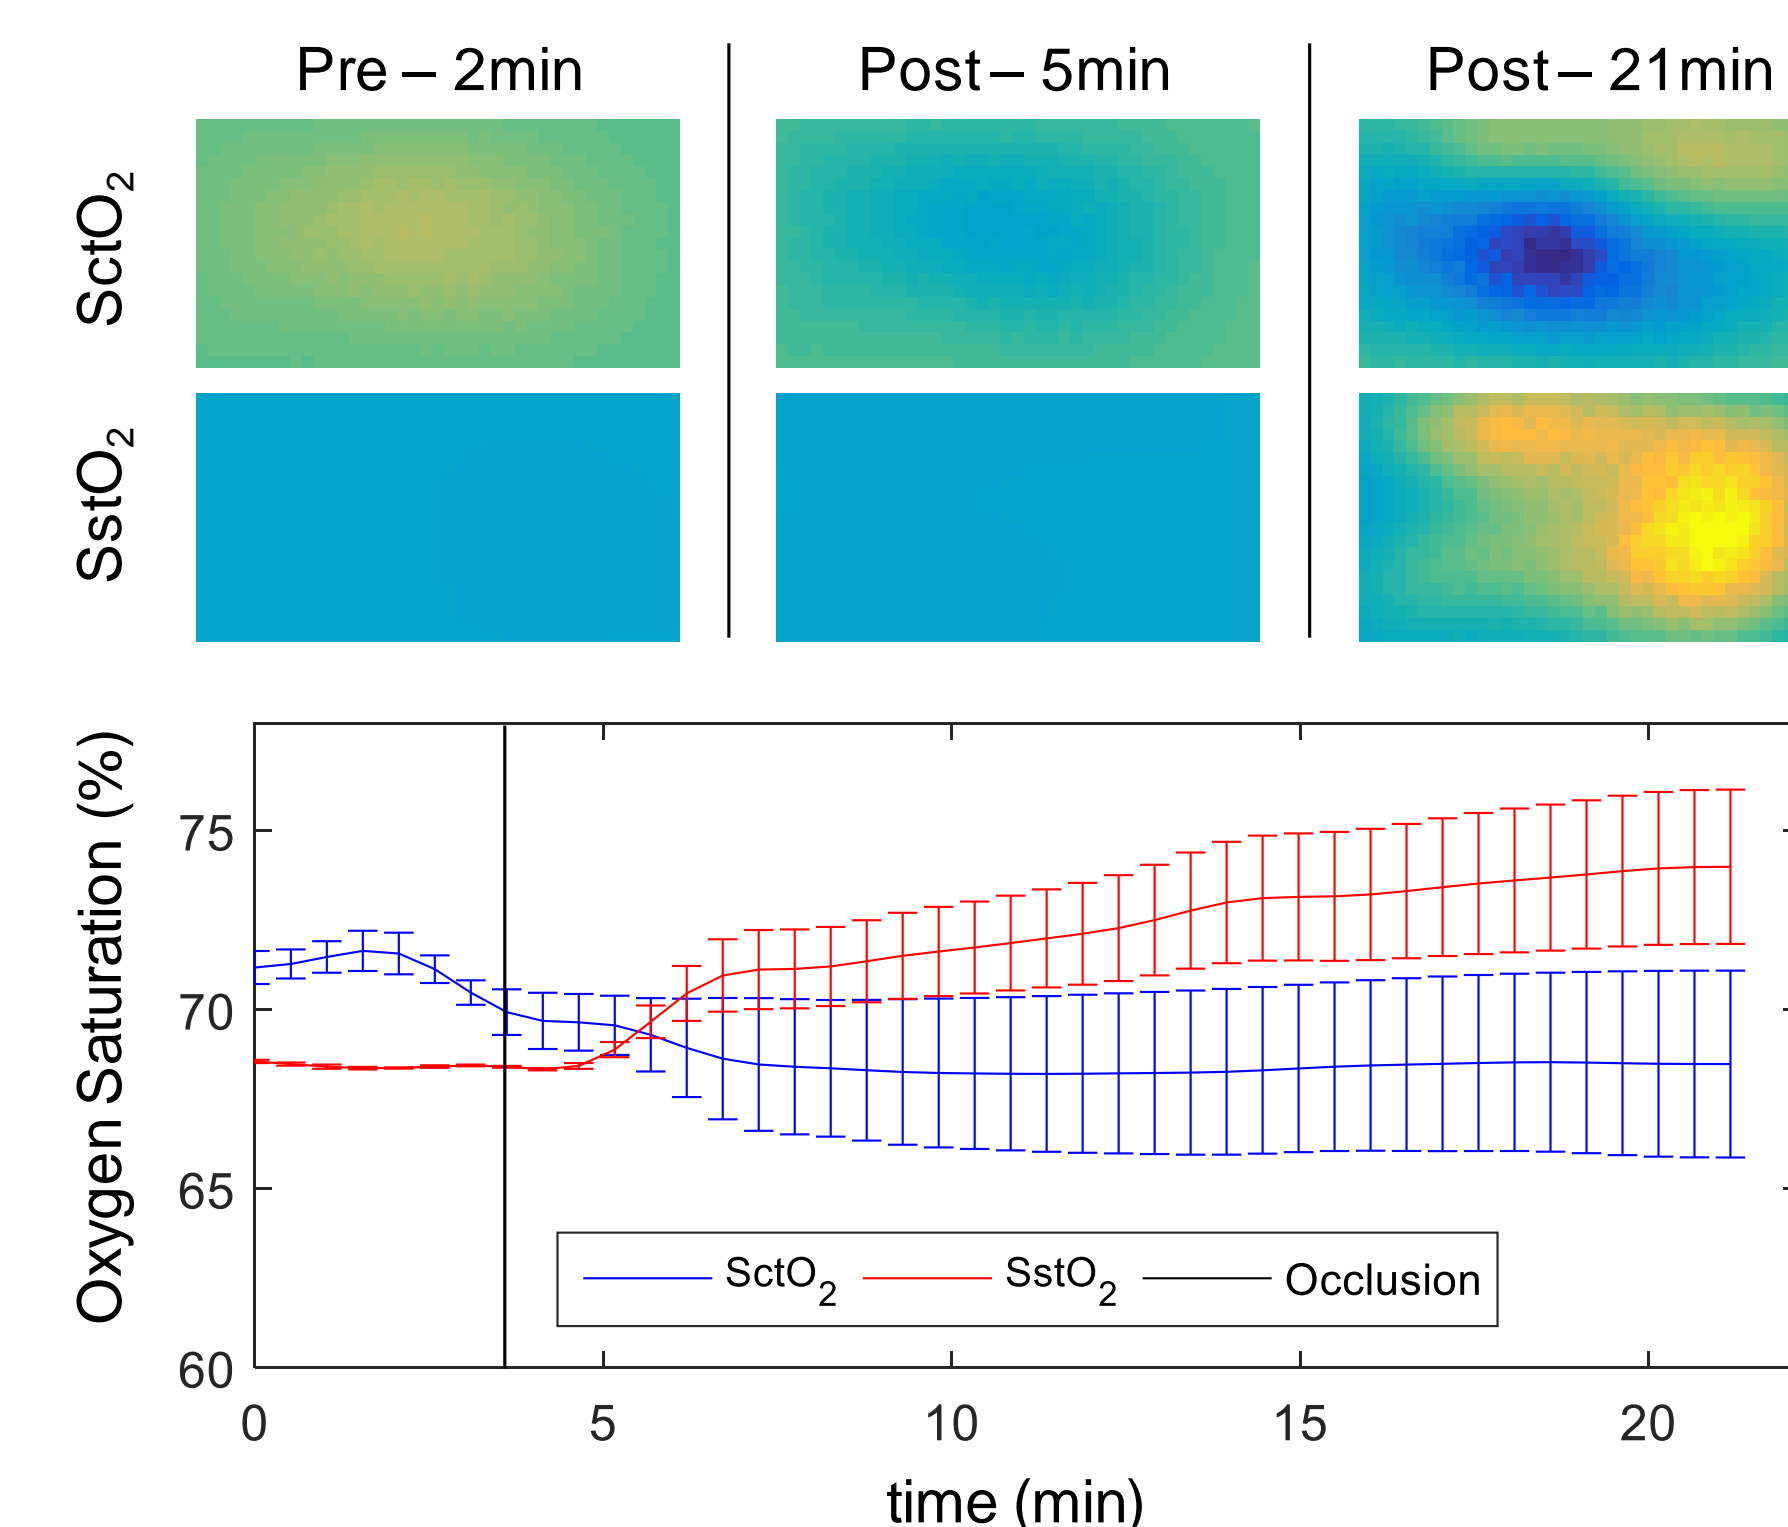 Pre – 2min
Post – 5min
Post – 21min
SctO2
SstO2
Oxygen Saturation (%)
75
70
65
60
SctO2
SstO2
Occlusion
0
5
10
15
20
time (min)